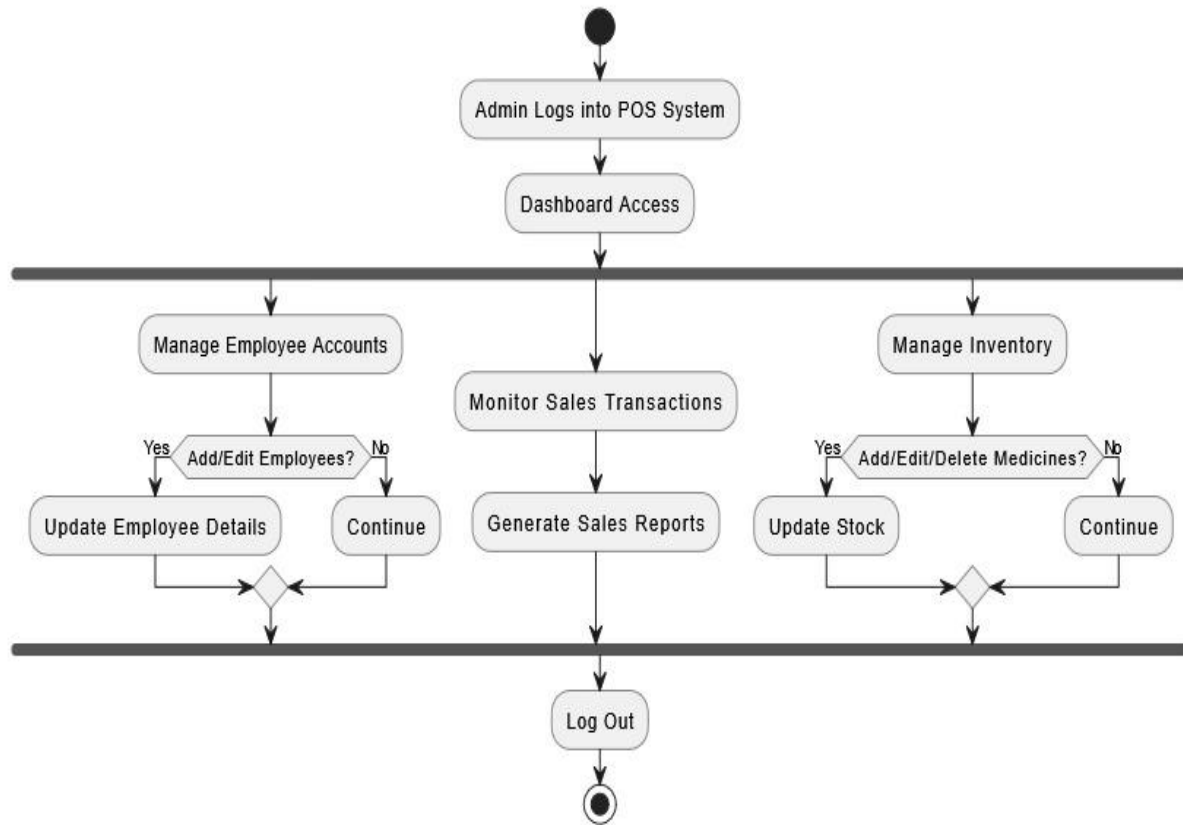 Admin Logs into POS System
Dashboard Access
Manage Employee Accounts
Manage Inventory
Monitor Sales Transactions
Yes
Add/Edit Employees?
No
Yes
Add/Edit/Delete Medicines?
No
Update Employee Details
Continue
Generate Sales Reports
Update Stock
Continue
Log Out